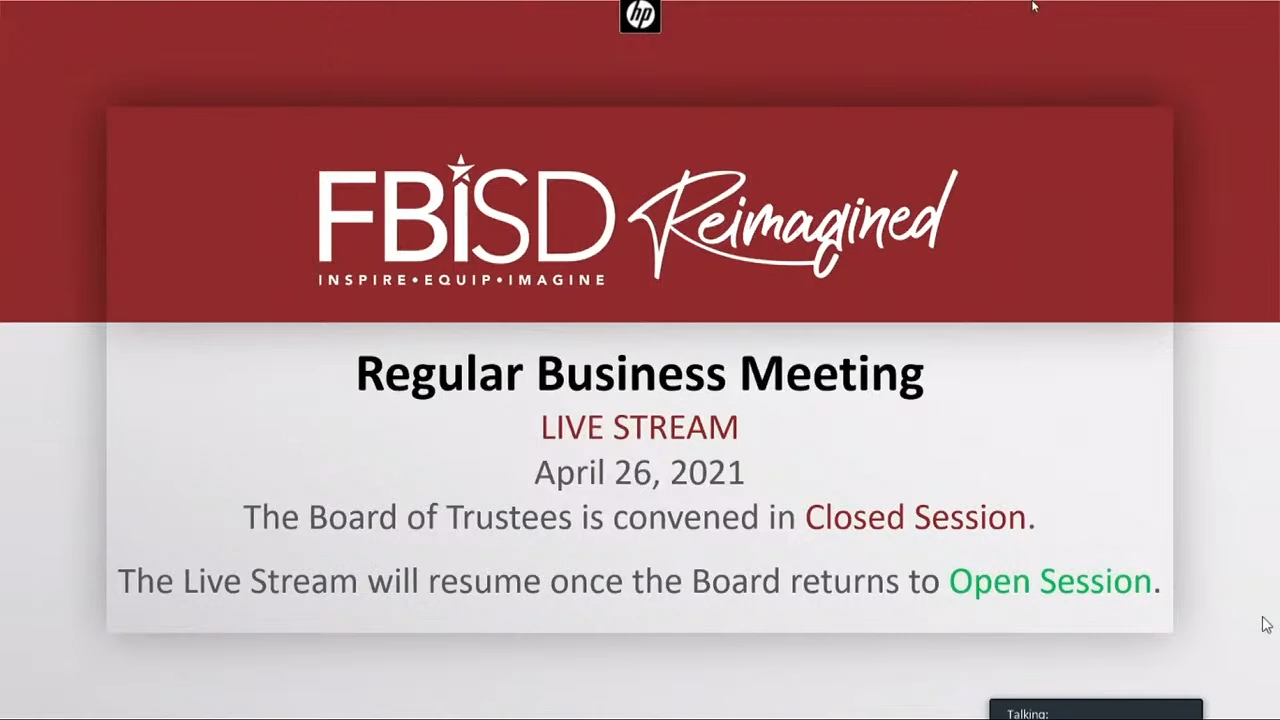 hp
FBiSD Reimagined
INSPIRE•EQUIP•IMAGINE
Regular Business Meeting
LIVE STREAM
April 26, 2021
The Board of Trustees is convened in Closed Session.
The Live Stream will resume once the Board returns to Open Session.
Talking: